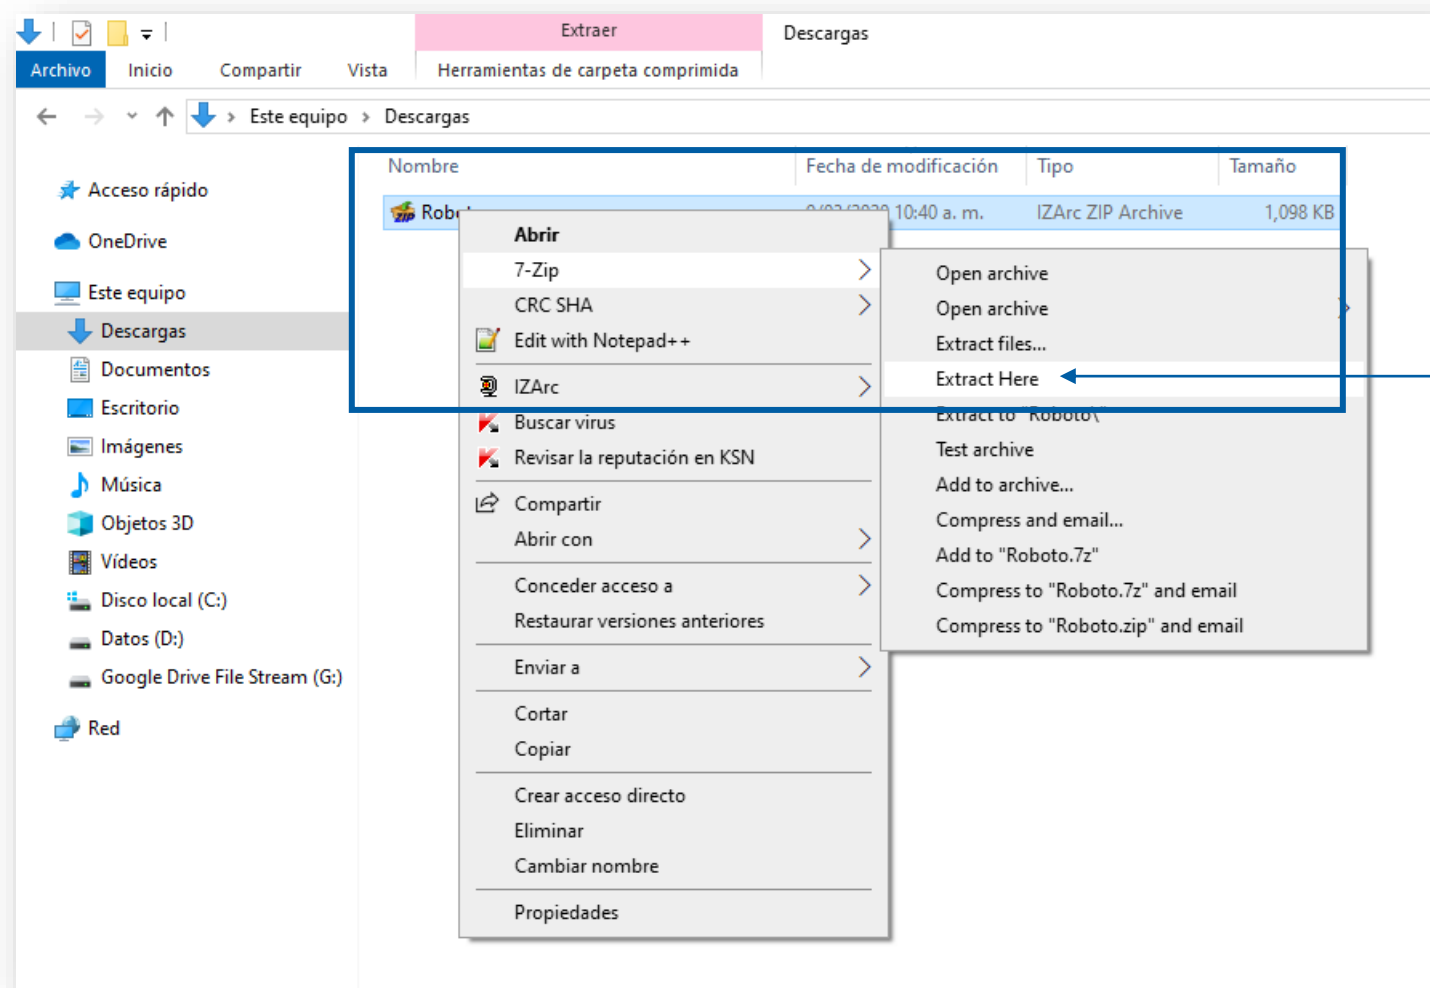 Extraer
Descargas
Archivo Inicio Compartir Vista Herramientas de carpeta comprimida
Este equipo > Descargas
Nombre Fecha de modificación Tipo Tamaño
10:40 a. m. IZArc ZIP Archive 1,098 KB
Acceso rápido
OneDrive
Este equipo
Descargas
Documentos
Escritorio
Imágenes
Música
Objetos 3D
Vídeos
Disco local (C:)
Datos (D:)
Google Drive File Stream (G:)
Red
Abrir
7-Zip
CRC SHA
Edit with Notepad++
IZArc
Buscar virus
Revisar la reputación en KSN
Compartir
Abrir con
Conceder acceso a
Restaurar versiones anteriores
Enviar a
Cortar
Copiar
Crear acceso directo
Eliminar
Cambiar nombre
Propiedades
Open archive
Open archive
Extract files...
Extract Here
Extract to "Roboto\"
Test archive
Add to archive...
Compress and email...
Add to "Roboto.7z"
Compress to "Roboto.7z" and email
Compress to "Roboto.zip" and email